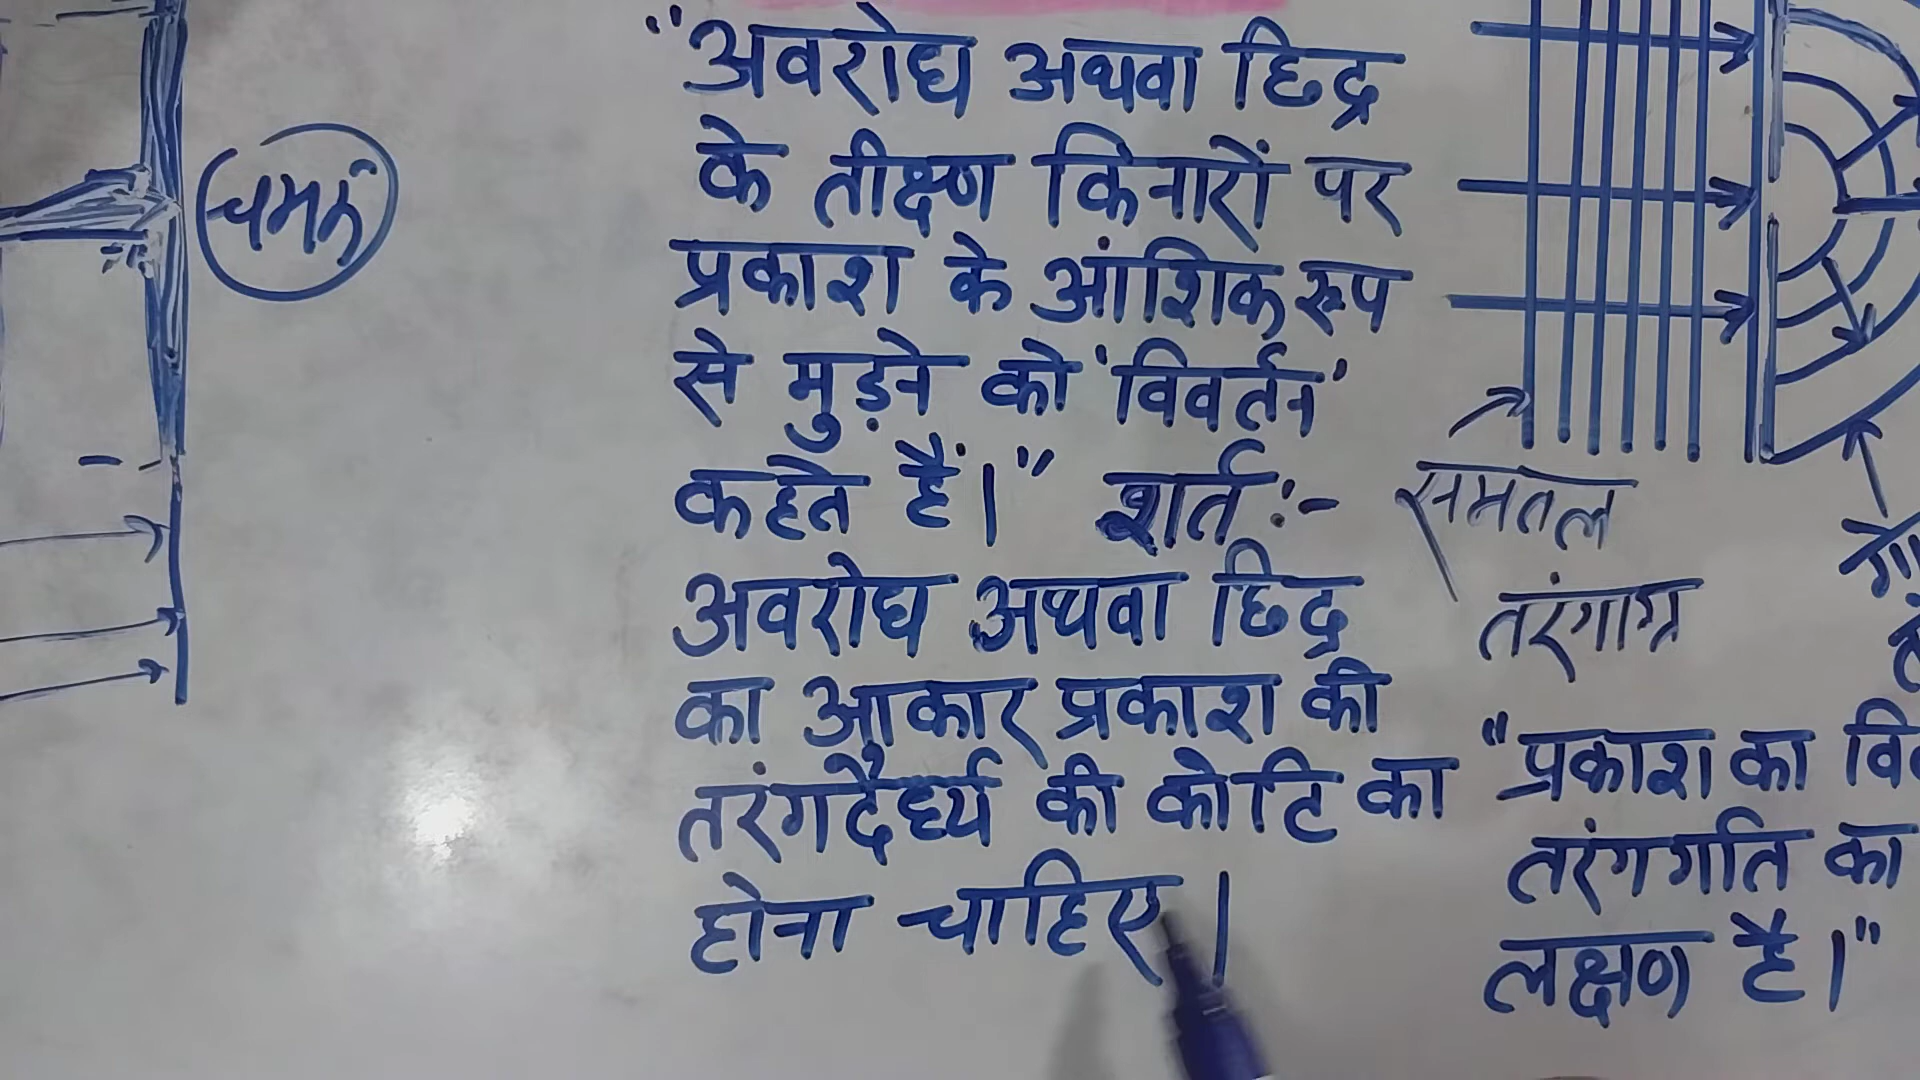 चमक
"अवरोध अथवा छिद्र
के तीक्ष्ण किनारों पर
प्रकाश के आंशिक रूप
से मुड़ने को 'विवर्तन'
कहते हैं।" शर्त :-
अवरोध अथवा छिद्र
का आकार प्रकाश की
तरंगदैर्ध्य की कोटि का
होना चाहिए।
समतल
तरंगाग्र
"प्रकाश का
तरंगगति का
लक्षण है।"